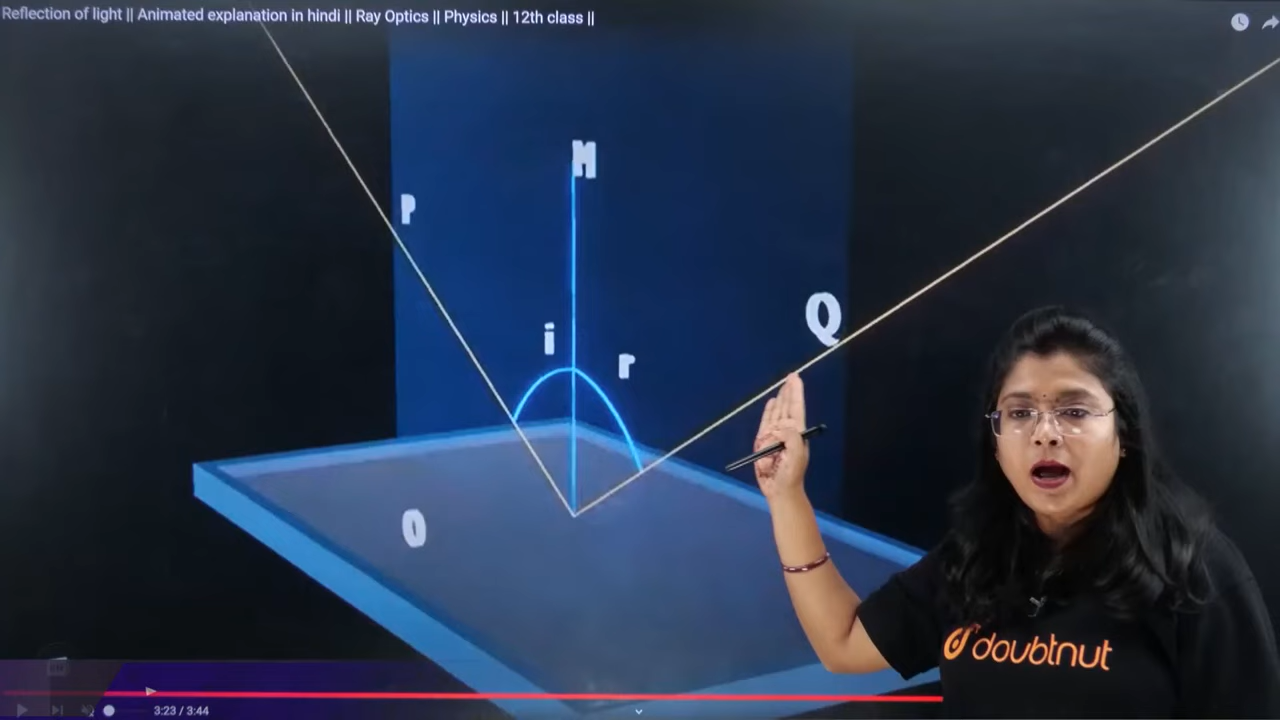 Reflection of light || Animated explanation in hindi || Ray Optics || Physics || 12th class ||
M
P
Q
i
r
O
doubtnut
3:23 / 3:44